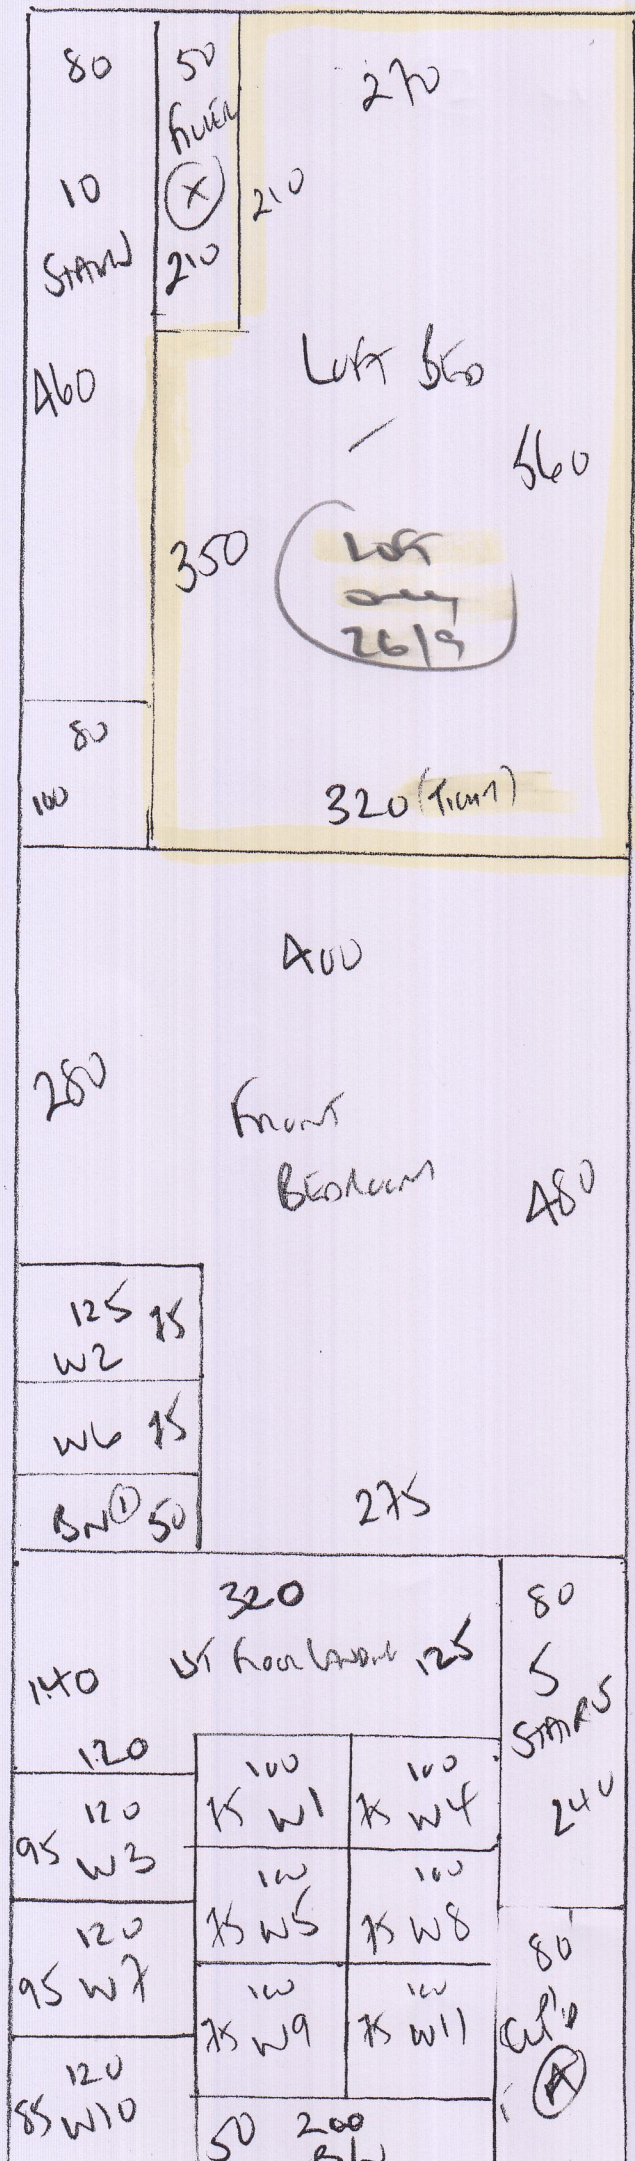 80
50
FILLER
X
210
10
STAIRS
460
270
210
LOFT BED
560
350
LOFT
only
26/9
80
100
320 (TIGHT)
400
280
FRONT
BEDROOM
480
125 75
W2
W6 75
BN ① 50
275
320
1ST FLOOR LANDING 125
140
120
80
5
STAIRS
240
120
95 W3
100
75 W1
100
75 W4
120
95 W7
100
75 W5
100
75 W8
80
CUP'D
A
120
85 W10
100
75 W9
100
75 W11
50 200